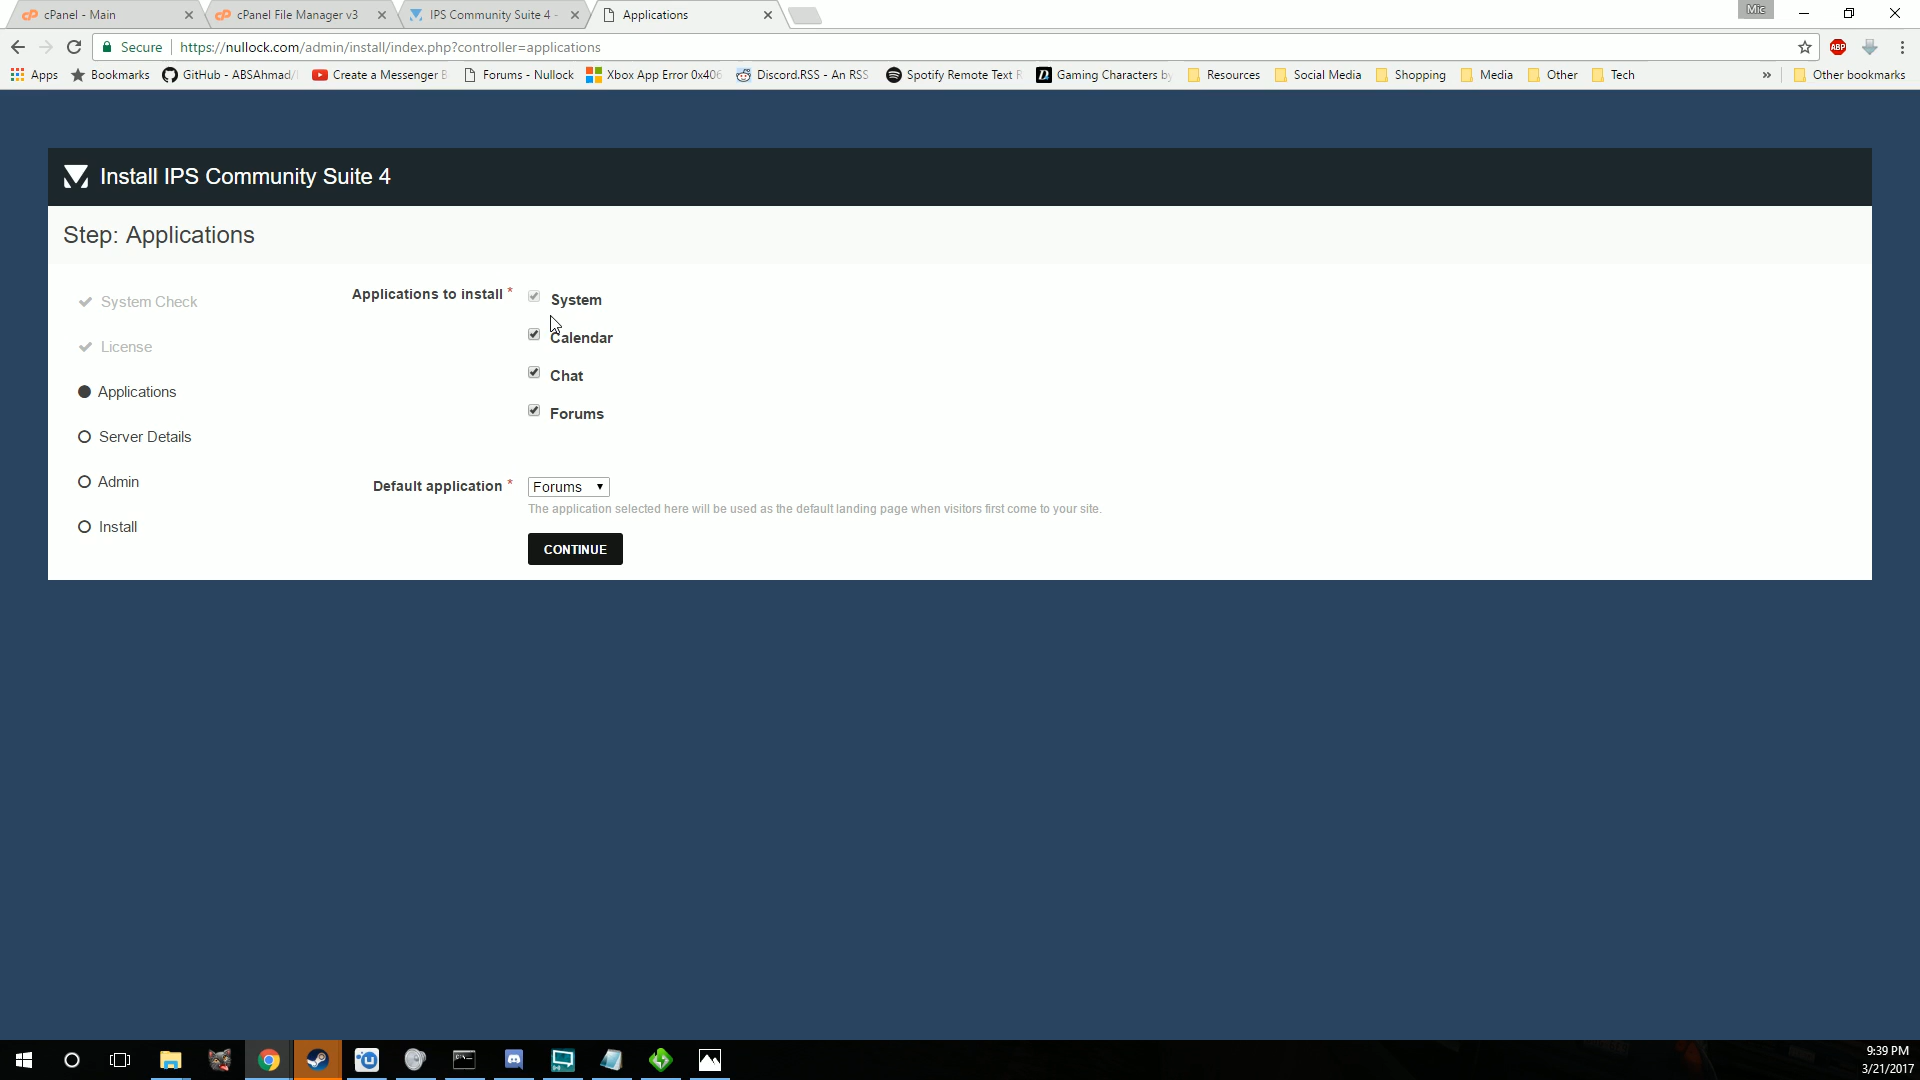 cPanel - Main
cPanel File Manager v3
IPS Community Suite 4 -
Applications
Mic
Secure
https://nullock.com/admin/install/index.php?controller=applications
ABP
Apps
Bookmarks
GitHub - ABSAhmad/
Create a Messenger B
Forums - Nullock
Xbox App Error 0x406
Discord.RSS - An RSS
Spotify Remote Text R
Gaming Characters by
Resources
Social Media
Shopping
Media
Other
Tech
»
Other bookmarks
Install IPS Community Suite 4
Step: Applications
System Check
License
Applications
Server Details
Admin
Install
Applications to install *
System
Calendar
Chat
Forums
Default application *
Forums
The application selected here will be used as the default landing page when visitors first come to your site.
CONTINUE
9:39 PM
3/21/2017